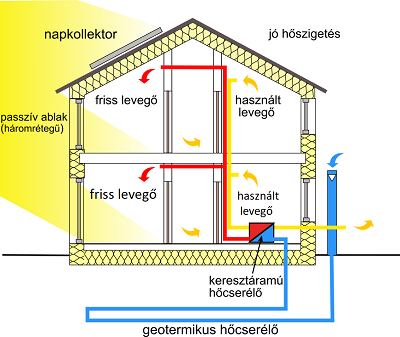 napkollektor
jó hőszigetés
passzív ablak
(háromrétegű)
friss levegő
használt
levegő
friss levegő
használt
levegő
keresztáramú
hőcserélő
geotermikus hőcserélő